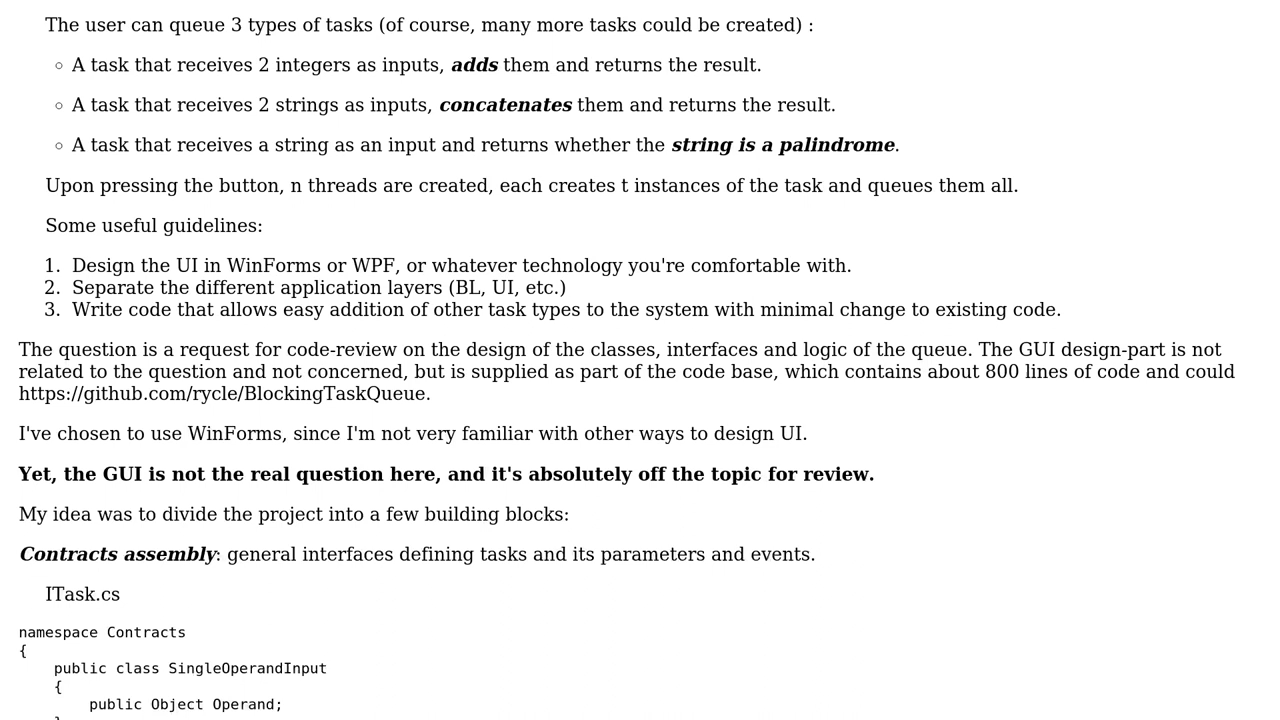 The user can queue 3 types of tasks (of course, many more tasks could be created) :
◦ A task that receives 2 integers as inputs, adds them and returns the result.
◦ A task that receives 2 strings as inputs, concatenates them and returns the result.
◦ A task that receives a string as an input and returns whether the string is a palindrome.
Upon pressing the button, n threads are created, each creates t instances of the task and queues them all.
Some useful guidelines:
1. Design the UI in WinForms or WPF, or whatever technology you're comfortable with.
2. Separate the different application layers (BL, UI, etc.)
3. Write code that allows easy addition of other task types to the system with minimal change to existing code.
The question is a request for code-review on the design of the classes, interfaces and logic of the queue. The GUI design-part is not
related to the question and not concerned, but is supplied as part of the code base, which contains about 800 lines of code and could
https://github.com/rycle/BlockingTaskQueue.
I've chosen to use WinForms, since I'm not very familiar with other ways to design UI.
Yet, the GUI is not the real question here, and it's absolutely off the topic for review.
My idea was to divide the project into a few building blocks:
Contracts assembly: general interfaces defining tasks and its parameters and events.
ITask.cs
namespace Contracts
{
    public class SingleOperandInput
    {
        public Object Operand;